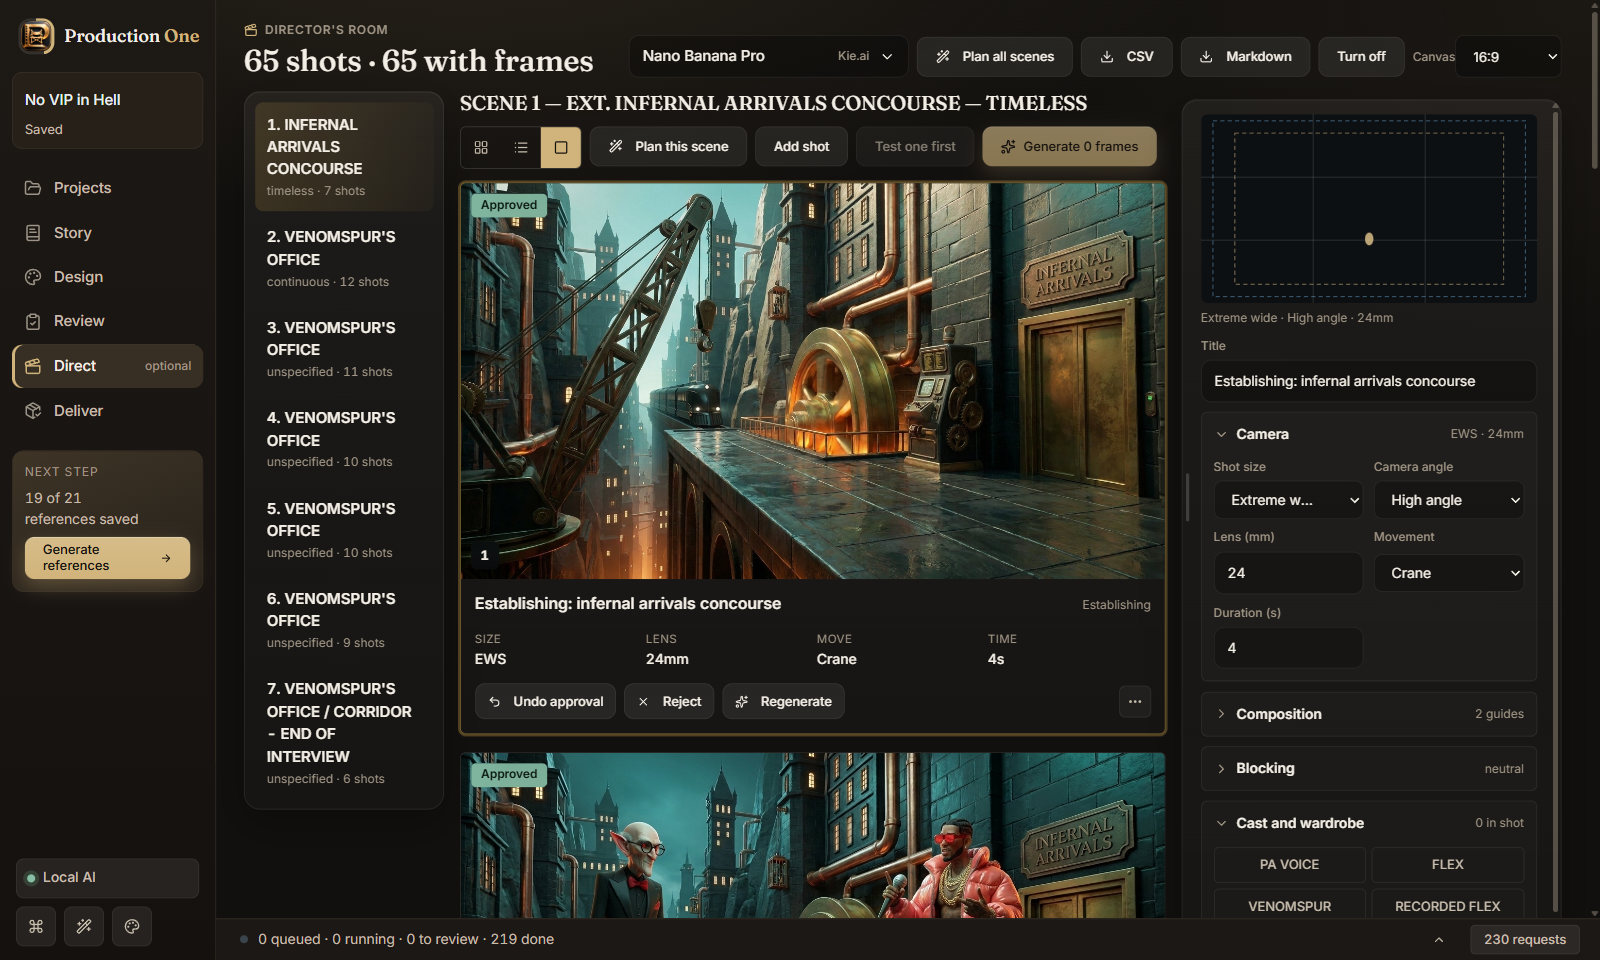 Production One
No VIP in Hell
Saved
Projects
Story
Design
Review
Direct
optional
Deliver
NEXT STEP
19 of 21
references saved
Generate
references
Local AI
DIRECTOR'S ROOM
65 shots · 65 with frames
Nano Banana Pro
Kie.ai
Plan all scenes
CSV
Markdown
Turn off
Canvas
16:9
1. INFERNAL
ARRIVALS
CONCOURSE
timeless · 7 shots
2. VENOMSPUR'S
OFFICE
continuous · 12 shots
3. VENOMSPUR'S
OFFICE
unspecified · 11 shots
4. VENOMSPUR'S
OFFICE
unspecified · 10 shots
5. VENOMSPUR'S
OFFICE
unspecified · 10 shots
6. VENOMSPUR'S
OFFICE
unspecified · 9 shots
7. VENOMSPUR'S
OFFICE / CORRIDOR
- END OF
INTERVIEW
unspecified · 6 shots
SCENE 1 — EXT. INFERNAL ARRIVALS CONCOURSE — TIMELESS
Plan this scene
Add shot
Test one first
Generate 0 frames
Approved
INFERNAL
ARRIVALS
1
Establishing: infernal arrivals concourse
Establishing
SIZE
LENS
MOVE
TIME
EWS
24mm
Crane
4s
Undo approval
Reject
Regenerate
Approved
INFERNAL
ARRIVALS
Extreme wide · High angle · 24mm
Title
Establishing: infernal arrivals concourse
Camera
EWS · 24mm
Shot size
Camera angle
Extreme w...
High angle
Lens (mm)
Movement
24
Crane
Duration (s)
4
Composition
2 guides
Blocking
neutral
Cast and wardrobe
0 in shot
PA VOICE
FLEX
VENOMSPUR
RECORDED FLEX
0 queued · 0 running · 0 to review · 219 done
230 requests